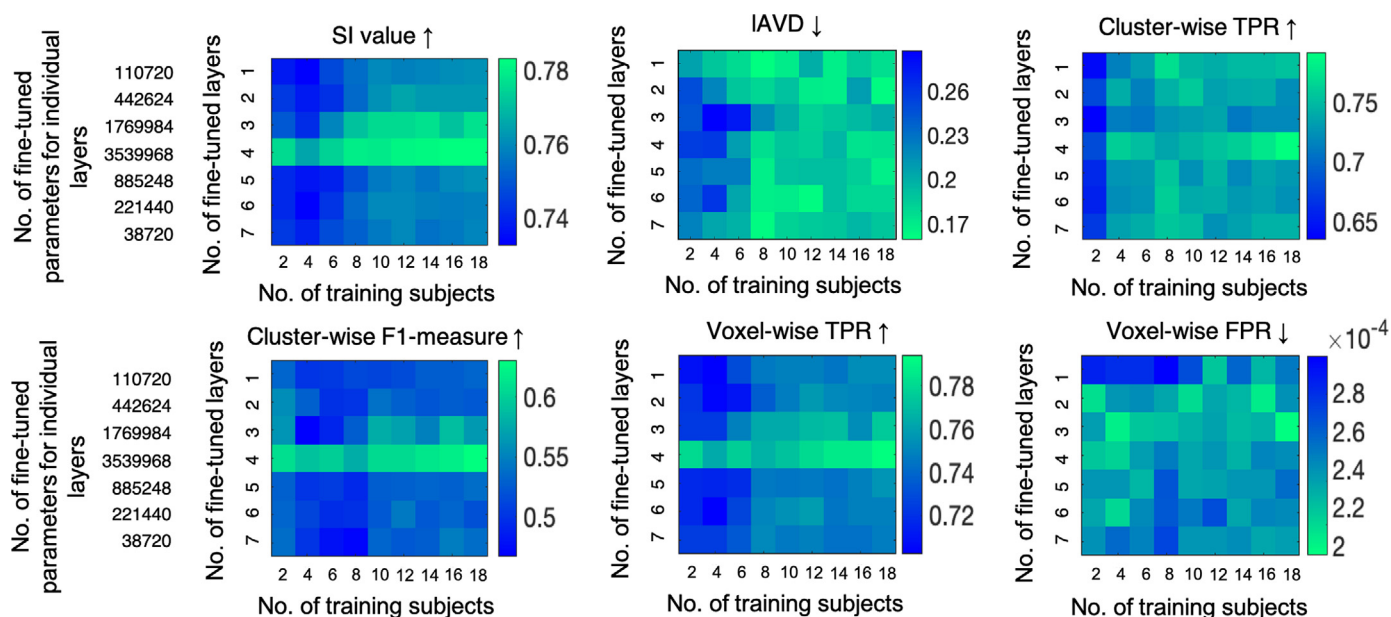 SI value ↑
IAVD ↓
Cluster-wise TPR ↑
No. of fine-tuned
parameters for individual
layers
110720
442624
1769984
3539968
885248
221440
38720
No. of fine-tuned layers
1
2
3
4
5
6
7
2 4 6 8 10 12 14 16 18
No. of training subjects
0.78
0.76
0.74
No. of fine-tuned layers
1
2
3
4
5
6
7
2 4 6 8 10 12 14 16 18
No. of training subjects
0.26
0.23
0.2
0.17
No. of fine-tuned layers
1
2
3
4
5
6
7
2 4 6 8 10 12 14 16 18
No. of training subjects
0.75
0.7
0.65
Cluster-wise F1-measure ↑
Voxel-wise TPR ↑
Voxel-wise FPR ↓
No. of fine-tuned
parameters for individual
layers
110720
442624
1769984
3539968
885248
221440
38720
No. of fine-tuned layers
1
2
3
4
5
6
7
2 4 6 8 10 12 14 16 18
No. of training subjects
0.6
0.55
0.5
No. of fine-tuned layers
1
2
3
4
5
6
7
2 4 6 8 10 12 14 16 18
No. of training subjects
0.78
0.76
0.74
0.72
No. of fine-tuned layers
1
2
3
4
5
6
7
2 4 6 8 10 12 14 16 18
No. of training subjects
×10⁻⁴
2.8
2.6
2.4
2.2
2